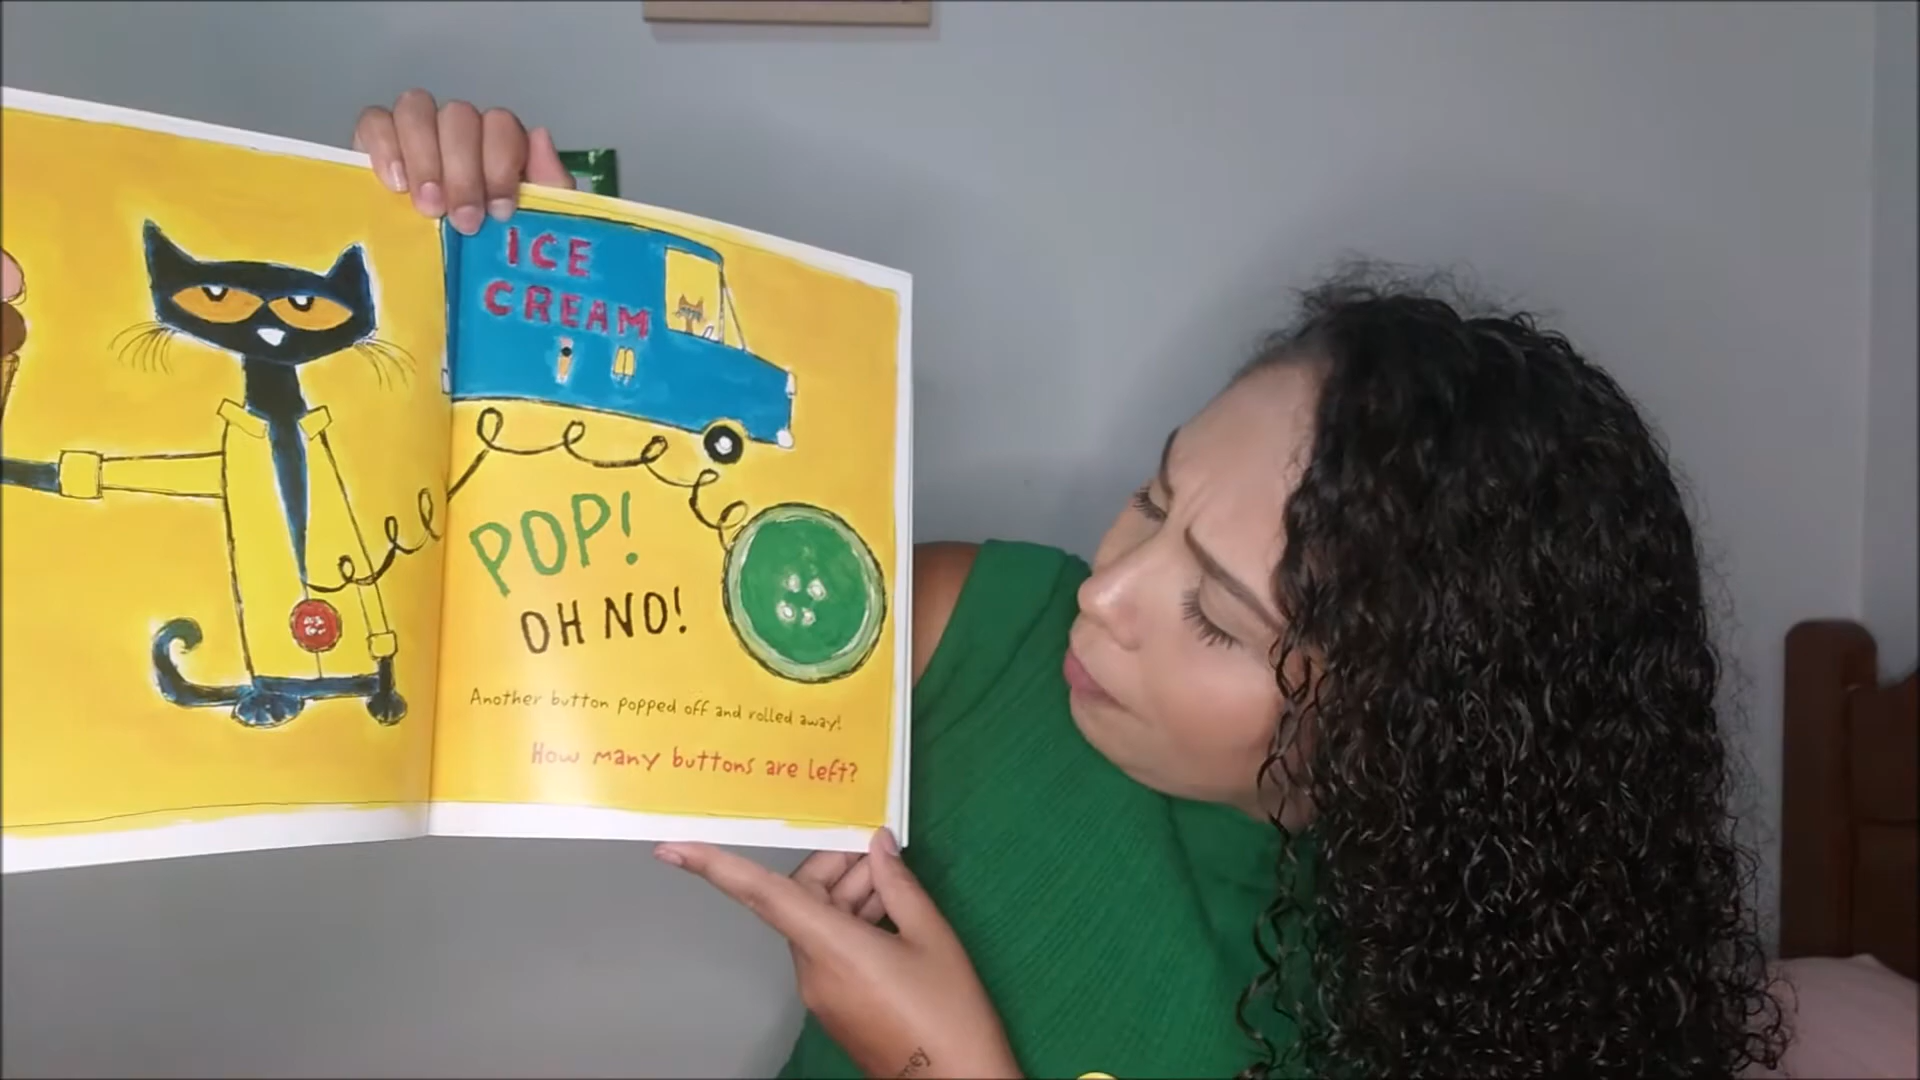 ICE
CREAM
POP!
OH NO!
Another button popped off and rolled away!
How many buttons are left?